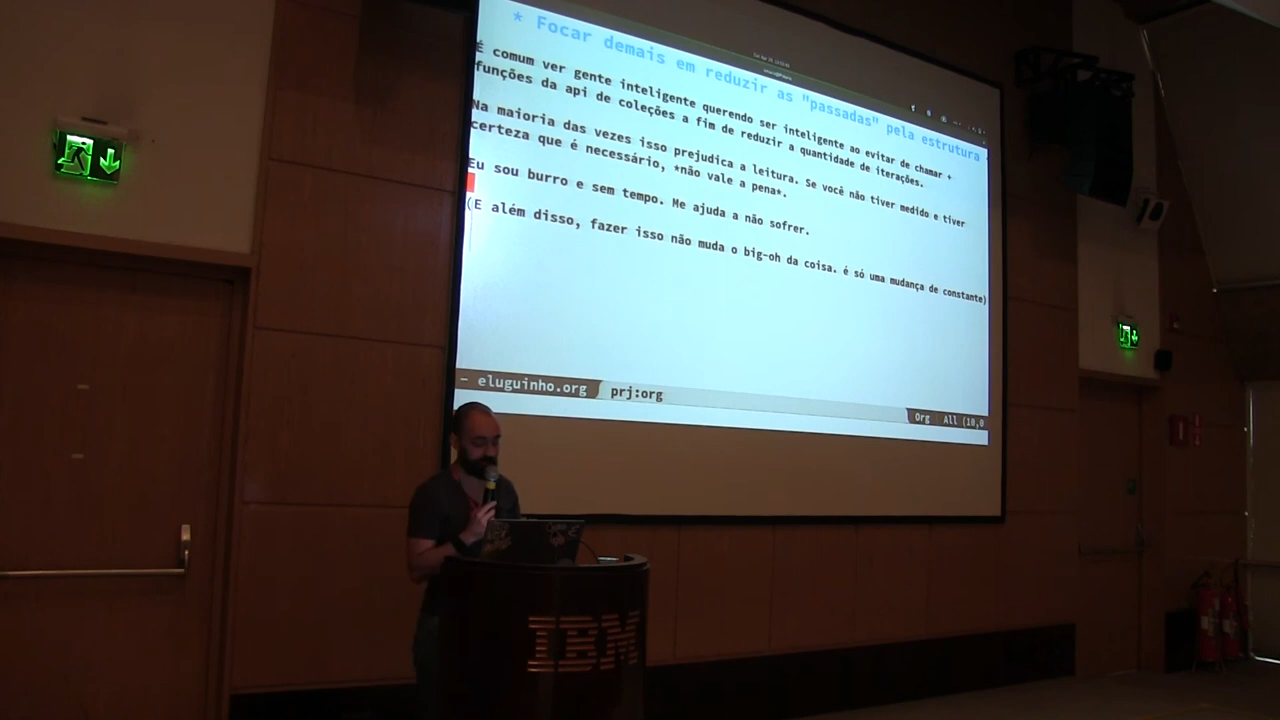 * Focar demais em reduzir as "passadas" pela estrutura
É comum ver gente inteligente querendo ser inteligente ao evitar de chamar +
funções da api de coleções a fim de reduzir a quantidade de iterações.
Na maioria das vezes isso prejudica a leitura. Se você não tiver medido e tiver
certeza que é necessário, *não vale a pena*.
Eu sou burro e sem tempo. Me ajuda a não sofrer.
(E além disso, fazer isso não muda o big-oh da coisa. é só uma mudança de constante)
- eluguinho.org prj:org
Org All (10,0
IBM